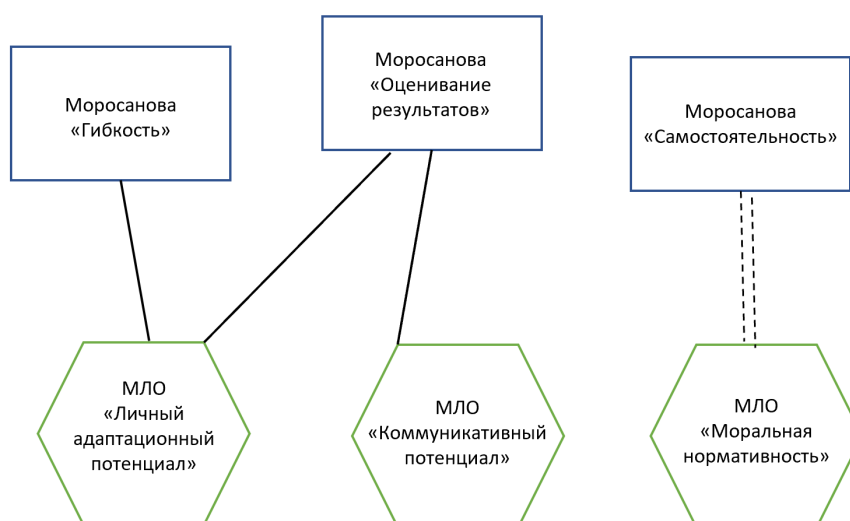 Моросанова
«Гибкость»
Моросанова
«Оценивание
результатов»
Моросанова
«Самостоятельность»
МЛО
«Личный
адаптационный
потенциал»
МЛО
«Коммуникативный
потенциал»
МЛО
«Моральная
нормативность»